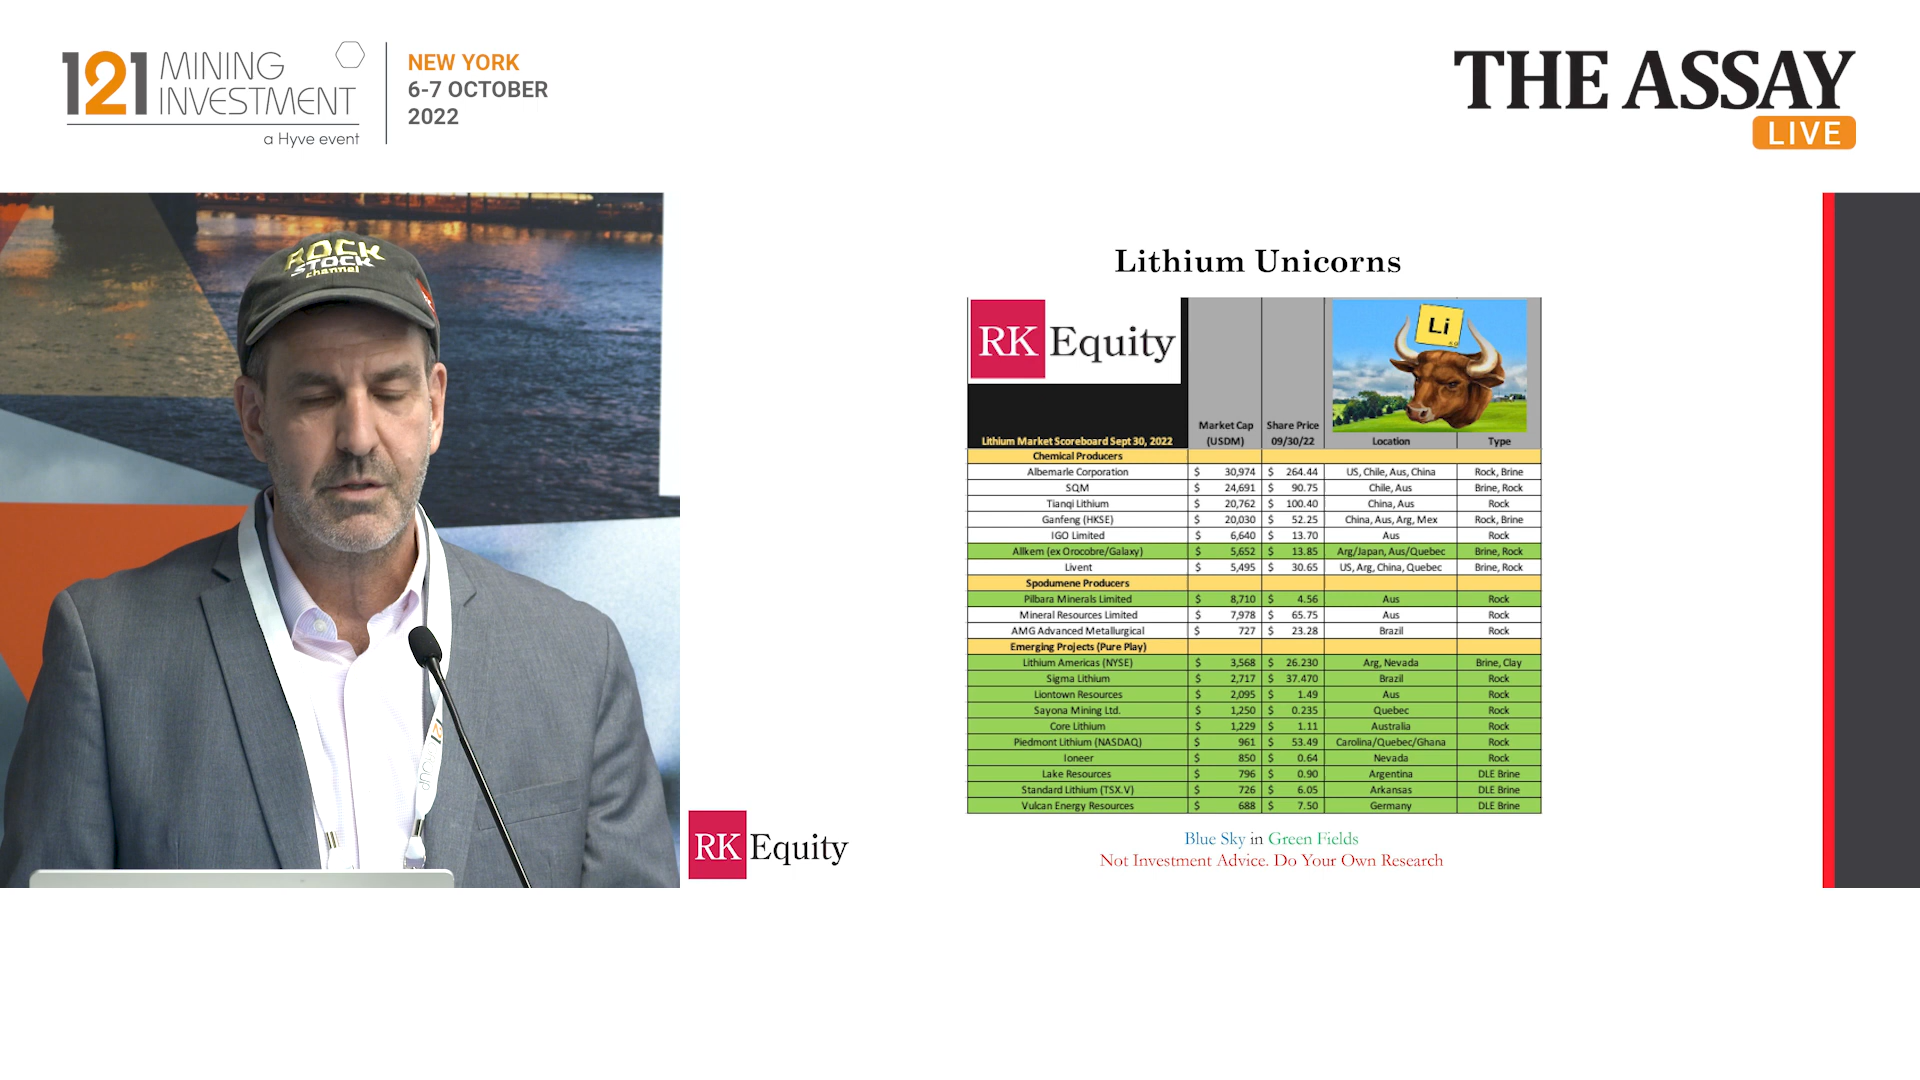 121 MINING INVESTMENT
a Hyve event
NEW YORK
6-7 OCTOBER
2022
THE ASSAY
LIVE
ROCK
STOCK
channel
121
GROUP
RK Equity
Lithium Unicorns
RK Equity
Li
Lithium Market Scoreboard Sept 30, 2022 Market Cap (USDM) Share Price 09/30/22 Location Type
Chemical Producers
Albemarle Corporation $ 30,974 $ 264.44 US, Chile, Aus, China Rock, Brine
SQM $ 24,691 $ 90.75 Chile, Aus Brine, Rock
Tianqi Lithium $ 20,762 $ 100.40 China, Aus Rock
Ganfeng (HKSE) $ 20,030 $ 52.25 China, Aus, Arg, Mex Rock, Brine
IGO Limited $ 6,640 $ 13.70 Aus Rock
Allkem (ex Orocobre/Galaxy) $ 5,652 $ 13.85 Arg/Japan, Aus/Quebec Brine, Rock
Livent $ 5,495 $ 30.65 US, Arg, China, Quebec Brine, Rock
Spodumene Producers
Pilbara Minerals Limited $ 8,710 $ 4.56 Aus Rock
Mineral Resources Limited $ 7,978 $ 65.75 Aus Rock
AMG Advanced Metallurgical $ 727 $ 23.28 Brazil Rock
Emerging Projects (Pure Play)
Lithium Americas (NYSE) $ 3,568 $ 26.230 Arg, Nevada Brine, Clay
Sigma Lithium $ 2,717 $ 37.470 Brazil Rock
Liontown Resources $ 2,095 $ 1.49 Aus Rock
Sayona Mining Ltd. $ 1,250 $ 0.235 Quebec Rock
Core Lithium $ 1,229 $ 1.11 Australia Rock
Piedmont Lithium (NASDAQ) $ 961 $ 53.49 Carolina/Quebec/Ghana Rock
Ioneer $ 850 $ 0.64 Nevada Rock
Lake Resources $ 796 $ 0.90 Argentina DLE Brine
Standard Lithium (TSX.V) $ 726 $ 6.05 Arkansas DLE Brine
Vulcan Energy Resources $ 688 $ 7.50 Germany DLE Brine
Blue Sky in Green Fields
Not Investment Advice. Do Your Own Research